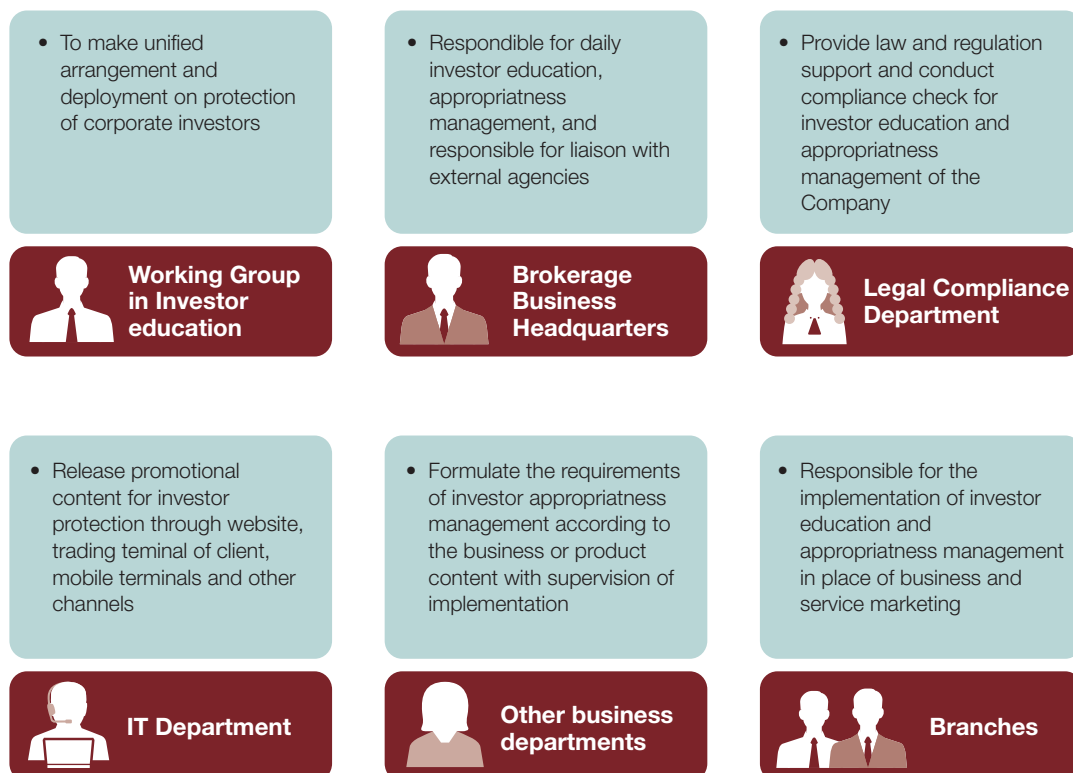 • To make unified
arrangement and
deployment on protection
of corporate investors
Working Group
in Investor
education
• Respondible for daily
investor education,
appropriatness
management, and
responsible for liaison with
external agencies
Brokerage
Business
Headquarters
• Provide law and regulation
support and conduct
compliance check for
investor education and
appropriatness
management of the
Company
Legal Compliance
Department
• Release promotional
content for investor
protection through website,
trading teminal of client,
mobile terminals and other
channels
IT Department
• Formulate the requirements
of investor appropriatness
management according to
the business or product
content with supervision of
implementation
Other business
departments
• Responsible for the
implementation of investor
education and
appropriatness management
in place of business and
service marketing
Branches